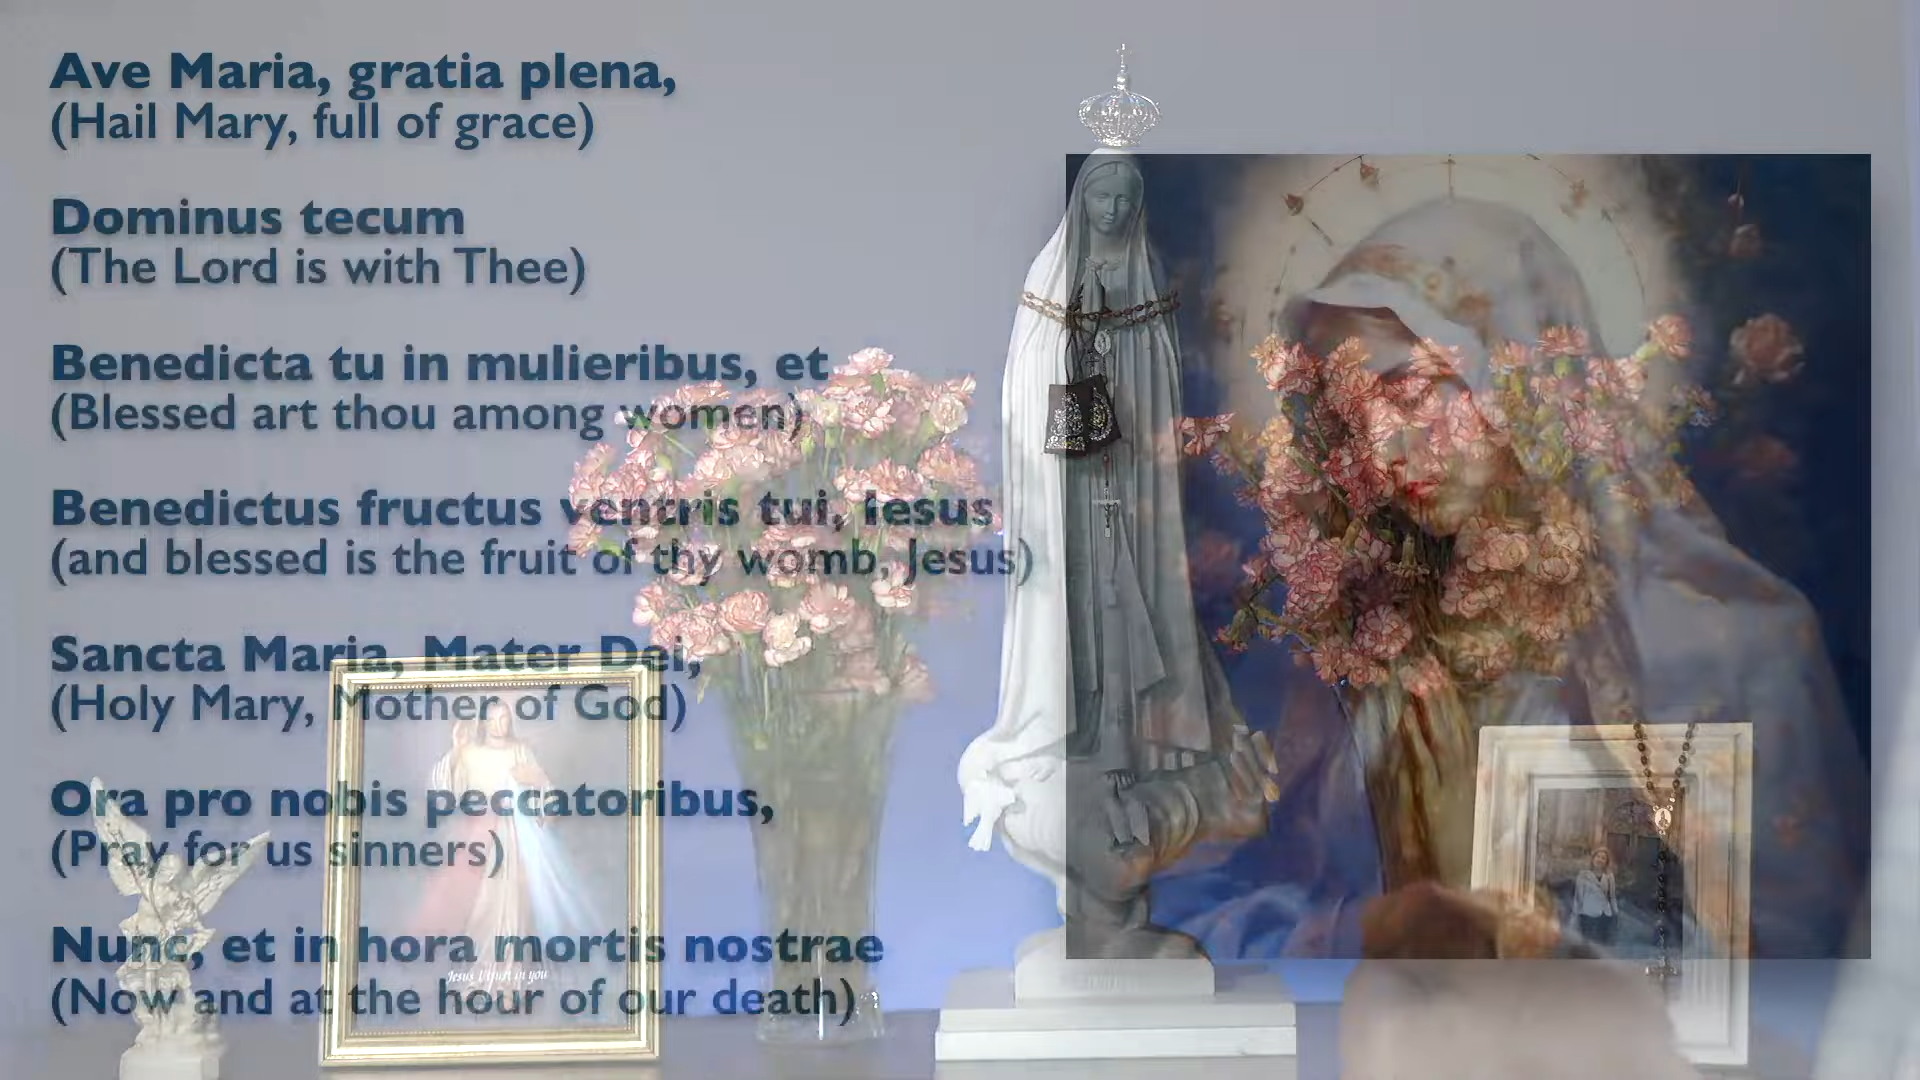 Ave Maria, gratia plena,
(Hail Mary, full of grace)
Dominus tecum
(The Lord is with Thee)
Benedicta tu in mulieribus, et
(Blessed art thou among women)
Benedictus fructus ventris tui, Iesus
(and blessed is the fruit of thy womb, Jesus)
Sancta Maria, Mater Dei,
(Holy Mary, Mother of God)
Ora pro nobis peccatoribus,
(Pray for us sinners)
Nunc, et in hora mortis nostrae
Jesus I trust in you
(Now and at the hour of our death)